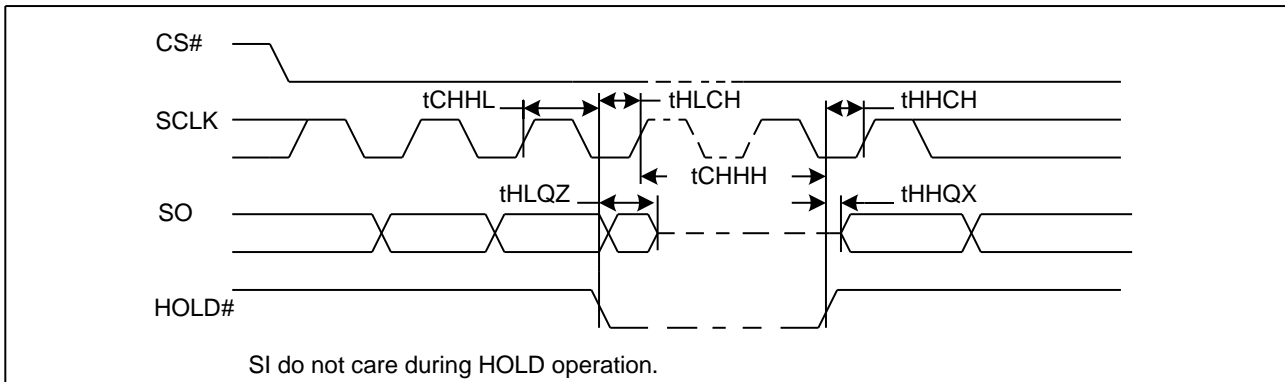 CS#
tCHHL tHLCH tHHCH
SCLK
tCHHH
tHLQZ tHHQX
SO
HOLD#
SI do not care during HOLD operation.